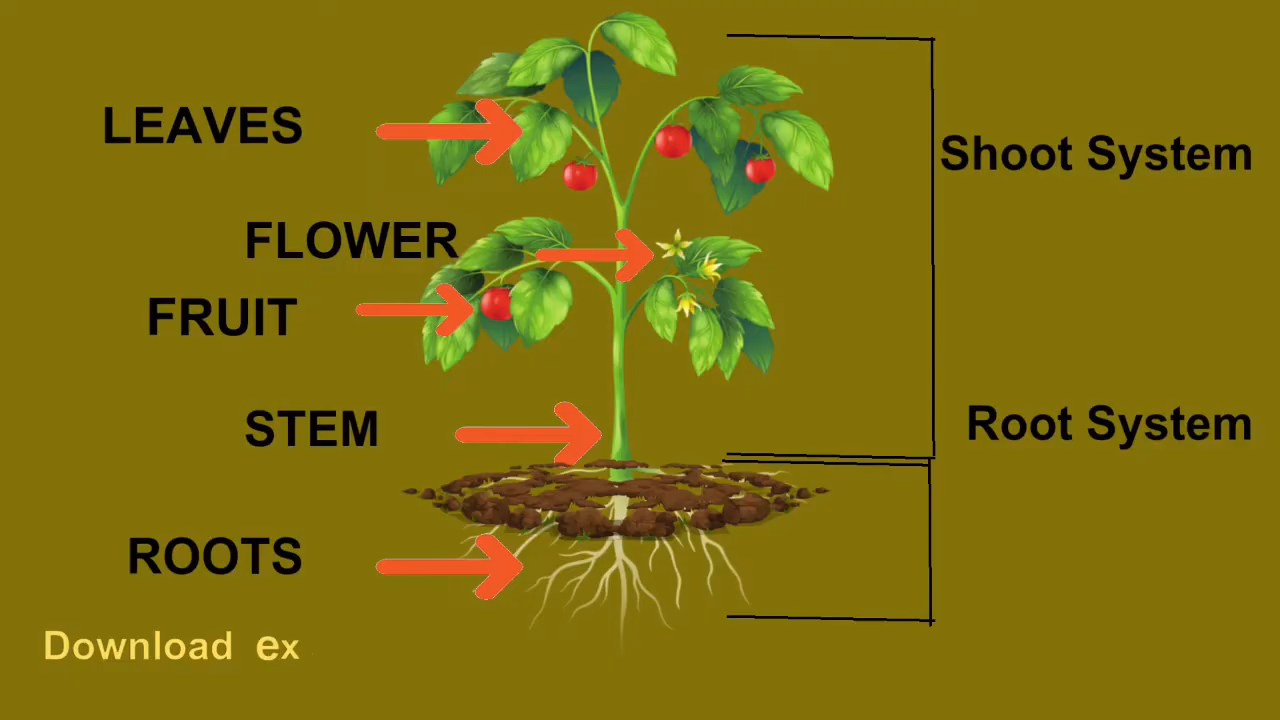 LEAVES
Shoot System
FLOWER
FRUIT
STEM
Root System
ROOTS
Download ex